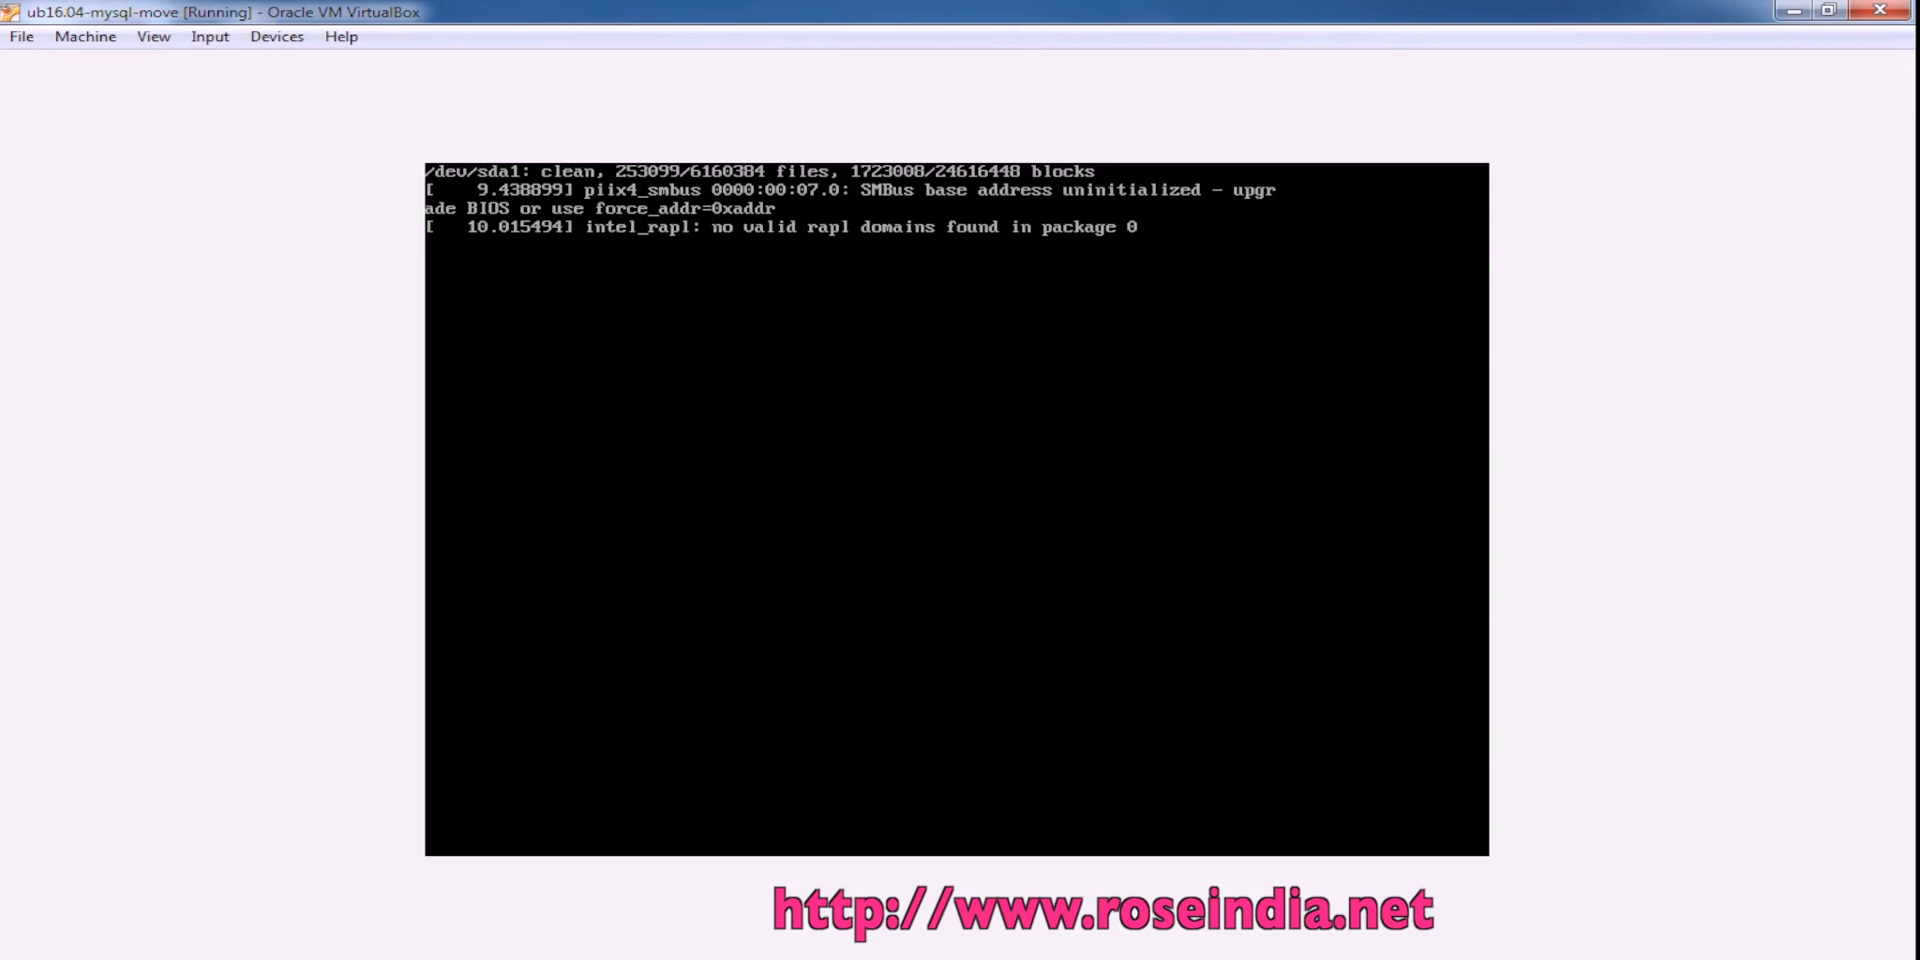 ub16.04-mysql-move [Running] - Oracle VM VirtualBox
File Machine View Input Devices Help
/dev/sda1: clean, 253099/6160384 files, 1723008/24616448 blocks
[    9.438899] piix4_smbus 0000:00:07.0: SMBus base address uninitialized - upgr
ade BIOS or use force_addr=0xaddr
[   10.015494] intel_rapl: no valid rapl domains found in package 0
http://www.roseindia.net